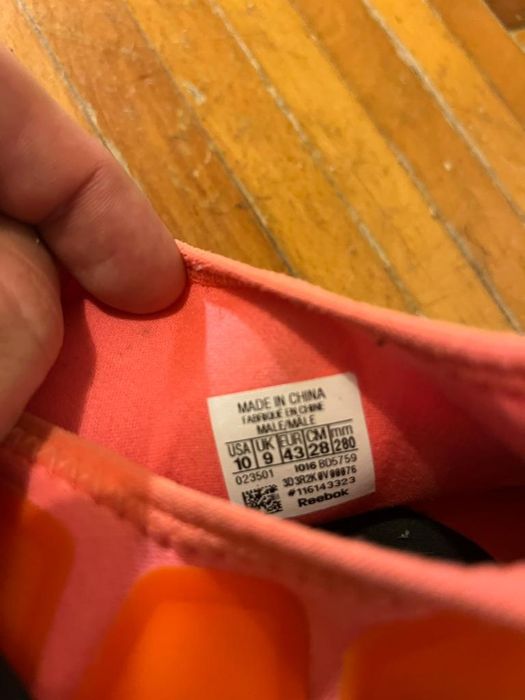 MADE IN CHINA
FABRIQUÉ EN CHINE
MALE/MÂLE
USA UK EUR CM mm
10 9 43 28 280
023501 1016 BD5759
3D3R2K0V00076
#116143323
Reebok